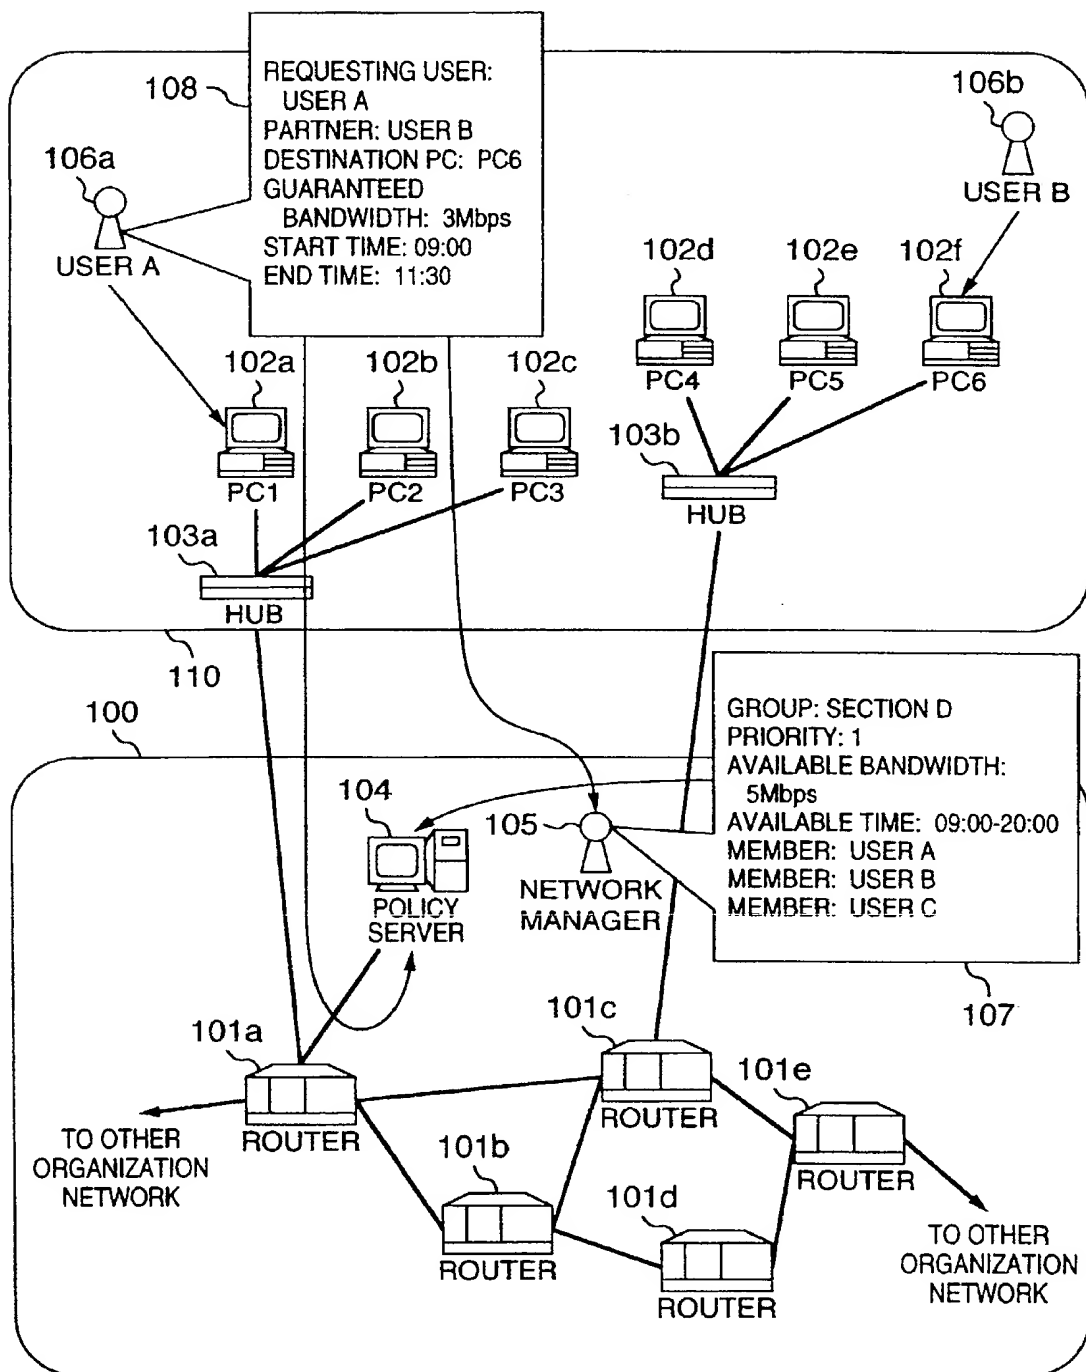 108
REQUESTING USER:
USER A
PARTNER: USER B
DESTINATION PC: PC6
GUARANTEED
BANDWIDTH: 3Mbps
START TIME: 09:00
END TIME: 11:30
106a
USER A
106b
USER B
102d
102e
102f
PC4
PC5
PC6
102a
102b
102c
PC1
PC2
PC3
103b
HUB
103a
HUB
110
100
GROUP: SECTION D
PRIORITY: 1
AVAILABLE BANDWIDTH:
5Mbps
AVAILABLE TIME: 09:00-20:00
MEMBER: USER A
MEMBER: USER B
MEMBER: USER C
107
104
POLICY
SERVER
105
NETWORK
MANAGER
101a
ROUTER
101c
ROUTER
101e
ROUTER
101b
ROUTER
101d
ROUTER
TO OTHER
ORGANIZATION
NETWORK
TO OTHER
ORGANIZATION
NETWORK